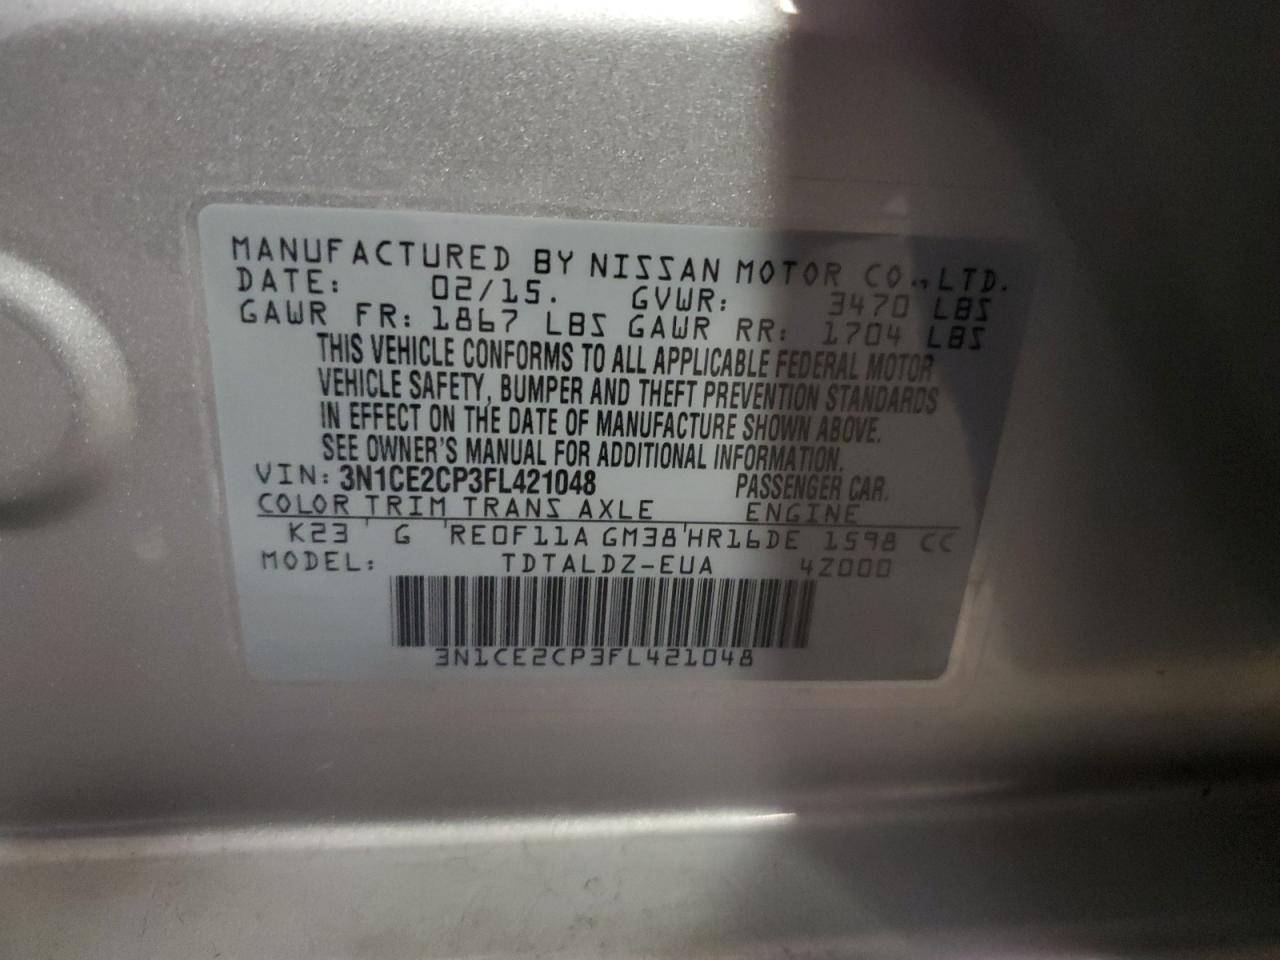 MANUFACTURED BY NISSAN MOTOR CO., LTD.
DATE: 02/15. GVWR: 3470 LBS
GAWR FR: 1867 LBS GAWR RR: 1704 LBS
THIS VEHICLE CONFORMS TO ALL APPLICABLE FEDERAL MOTOR
VEHICLE SAFETY, BUMPER AND THEFT PREVENTION STANDARDS
IN EFFECT ON THE DATE OF MANUFACTURE SHOWN ABOVE.
SEE OWNER'S MANUAL FOR ADDITIONAL INFORMATION.
VIN: 3N1CE2CP3FL421048 PASSENGER CAR.
COLOR TRIM TRANS AXLE ENGINE
K23 ' G 'RE0F11A GM38'HR16DE 1598 CC
MODEL: TDTALDZ-EUA 4Z000
3N1CE2CP3FL421048